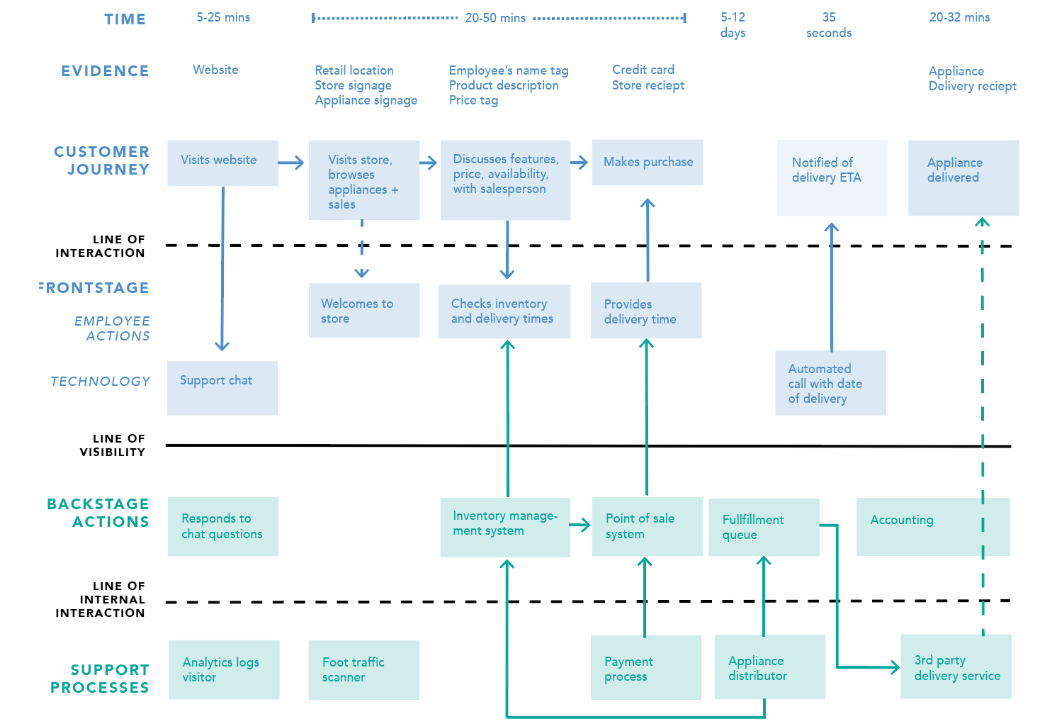 TIME
5-25 mins
20-50 mins
5-12
days
35
seconds
20-32 mins
EVIDENCE
Website
Retail location
Store signage
Appliance signage
Employee's name tag
Product description
Price tag
Credit card
Store reciept
Appliance
Delivery reciept
CUSTOMER
JOURNEY
Visits website
Visits store,
browses
appliances +
sales
Discusses features,
price, availability,
with salesperson
Makes purchase
Notified of
delivery ETA
Appliance
delivered
LINE OF
INTERACTION
FRONTSTAGE
EMPLOYEE
ACTIONS
Welcomes to
store
Checks inventory
and delivery times
Provides
delivery time
TECHNOLOGY
Support chat
Automated
call with date
of delivery
LINE OF
VISIBILITY
BACKSTAGE
ACTIONS
Responds to
chat questions
Inventory manage-
ment system
Point of sale
system
Fullfillment
queue
Accounting
LINE OF
INTERNAL
INTERACTION
SUPPORT
PROCESSES
Analytics logs
visitor
Foot traffic
scanner
Payment
process
Appliance
distributor
3rd party
delivery service